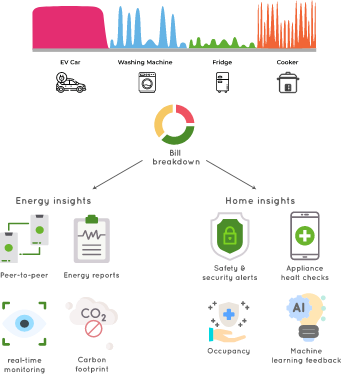 EV Car Washing Machine Fridge Cooker
Bill
breakdown
Energy insights Home insights
Peer-to-peer Energy reports Safety &
security alerts Appliance
healt checks
CO2 AI
real-time
monitoring Carbon
footprint Occupancy Machine
learning feedback